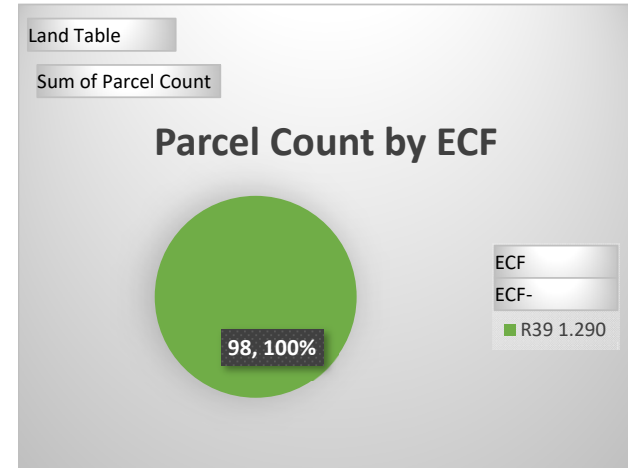 Land Table
Sum of Parcel Count
Parcel Count by ECF
98, 100%
ECF
ECF-
R39 1.290